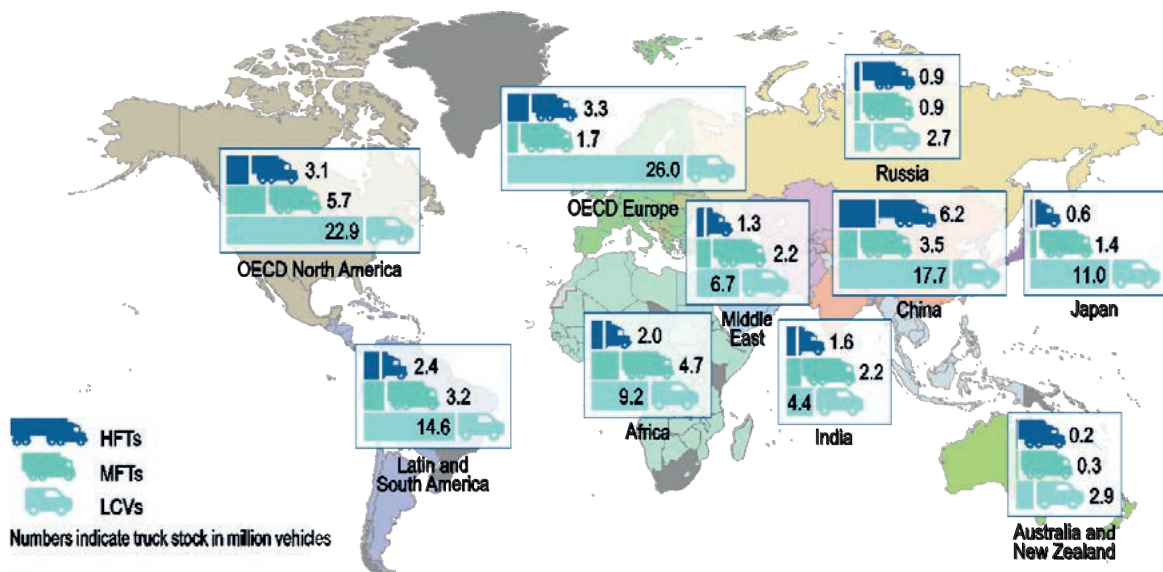 0.9
0.9
2.7
Russia
3.3
1.7
26.0
OECD Europe
3.1
5.7
22.9
OECD North America
1.3
2.2
6.7
Middle
East
6.2
3.5
17.7
China
0.6
1.4
11.0
Japan
2.4
3.2
14.6
Latin and
South America
2.0
4.7
9.2
Africa
1.6
2.2
4.4
India
0.2
0.3
2.9
Australia and
New Zealand
HFTs
MFTs
LCVs
Numbers indicate truck stock in million vehicles